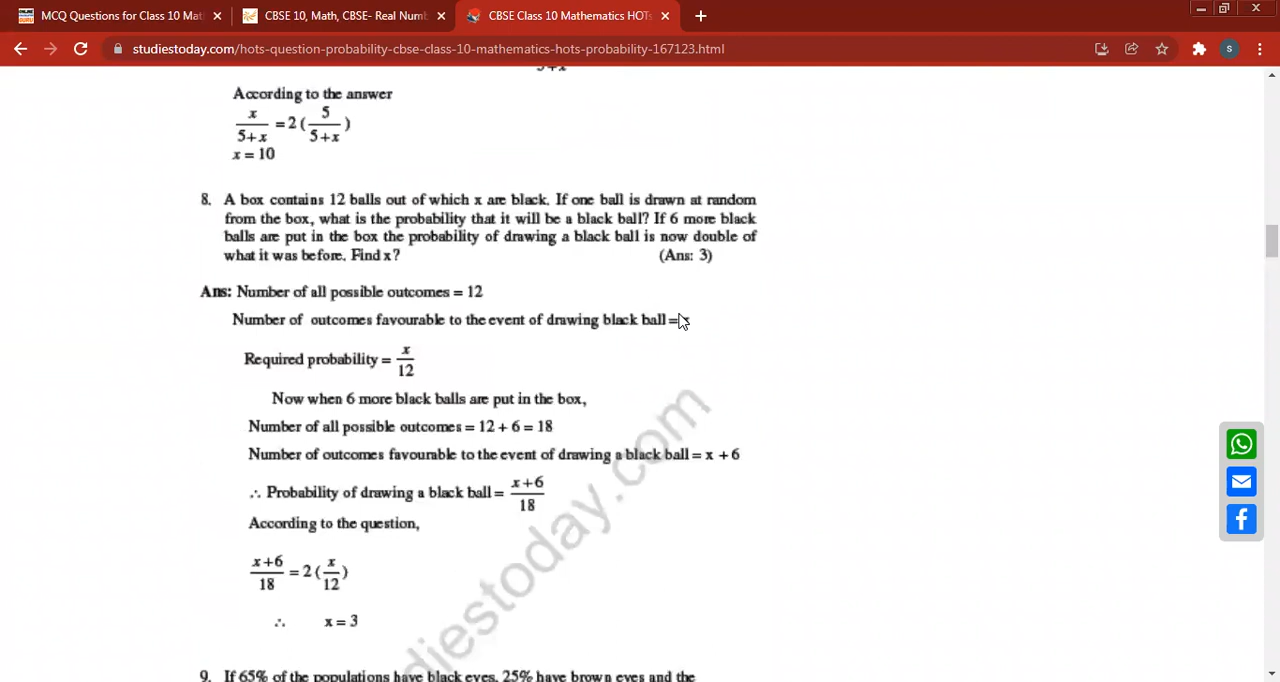 MCQ Questions for Class 10 Mat
CBSE 10, Math, CBSE- Real Numb
CBSE Class 10 Mathematics HOTs
studiestoday.com/hots-question-probability-cbse-class-10-mathematics-hots-probability-167123.html
S
5+x
According to the answer
x/5+x = 2 ( 5/5+x )
x = 10
8. A box contains 12 balls out of which x are black. If one ball is drawn at random
from the box, what is the probability that it will be a black ball? If 6 more black
balls are put in the box the probability of drawing a black ball is now double of
what it was before. Find x? (Ans: 3)
Ans: Number of all possible outcomes = 12
Number of outcomes favourable to the event of drawing black ball = x
Required probability = x/12
Now when 6 more black balls are put in the box,
Number of all possible outcomes = 12 + 6 = 18
Number of outcomes favourable to the event of drawing a black ball = x + 6
∴ Probability of drawing a black ball = x+6/18
According to the question,
x+6/18 = 2 ( x/12 )
∴ x = 3
9. If 65% of the populations have black eyes, 25% have brown eyes and the
diestoday.com